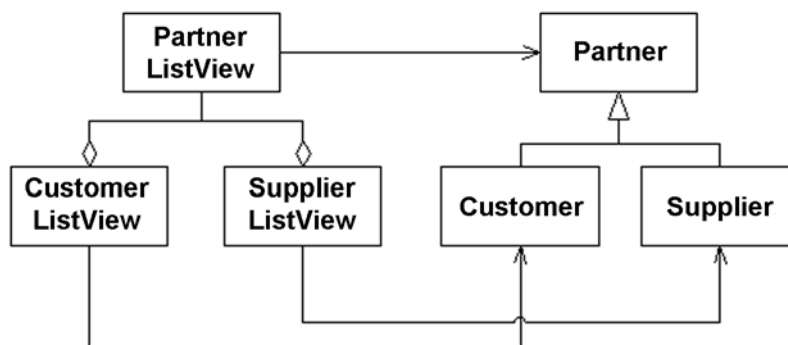 Partner
ListView
Partner
Customer
ListView
Supplier
ListView
Customer
Supplier